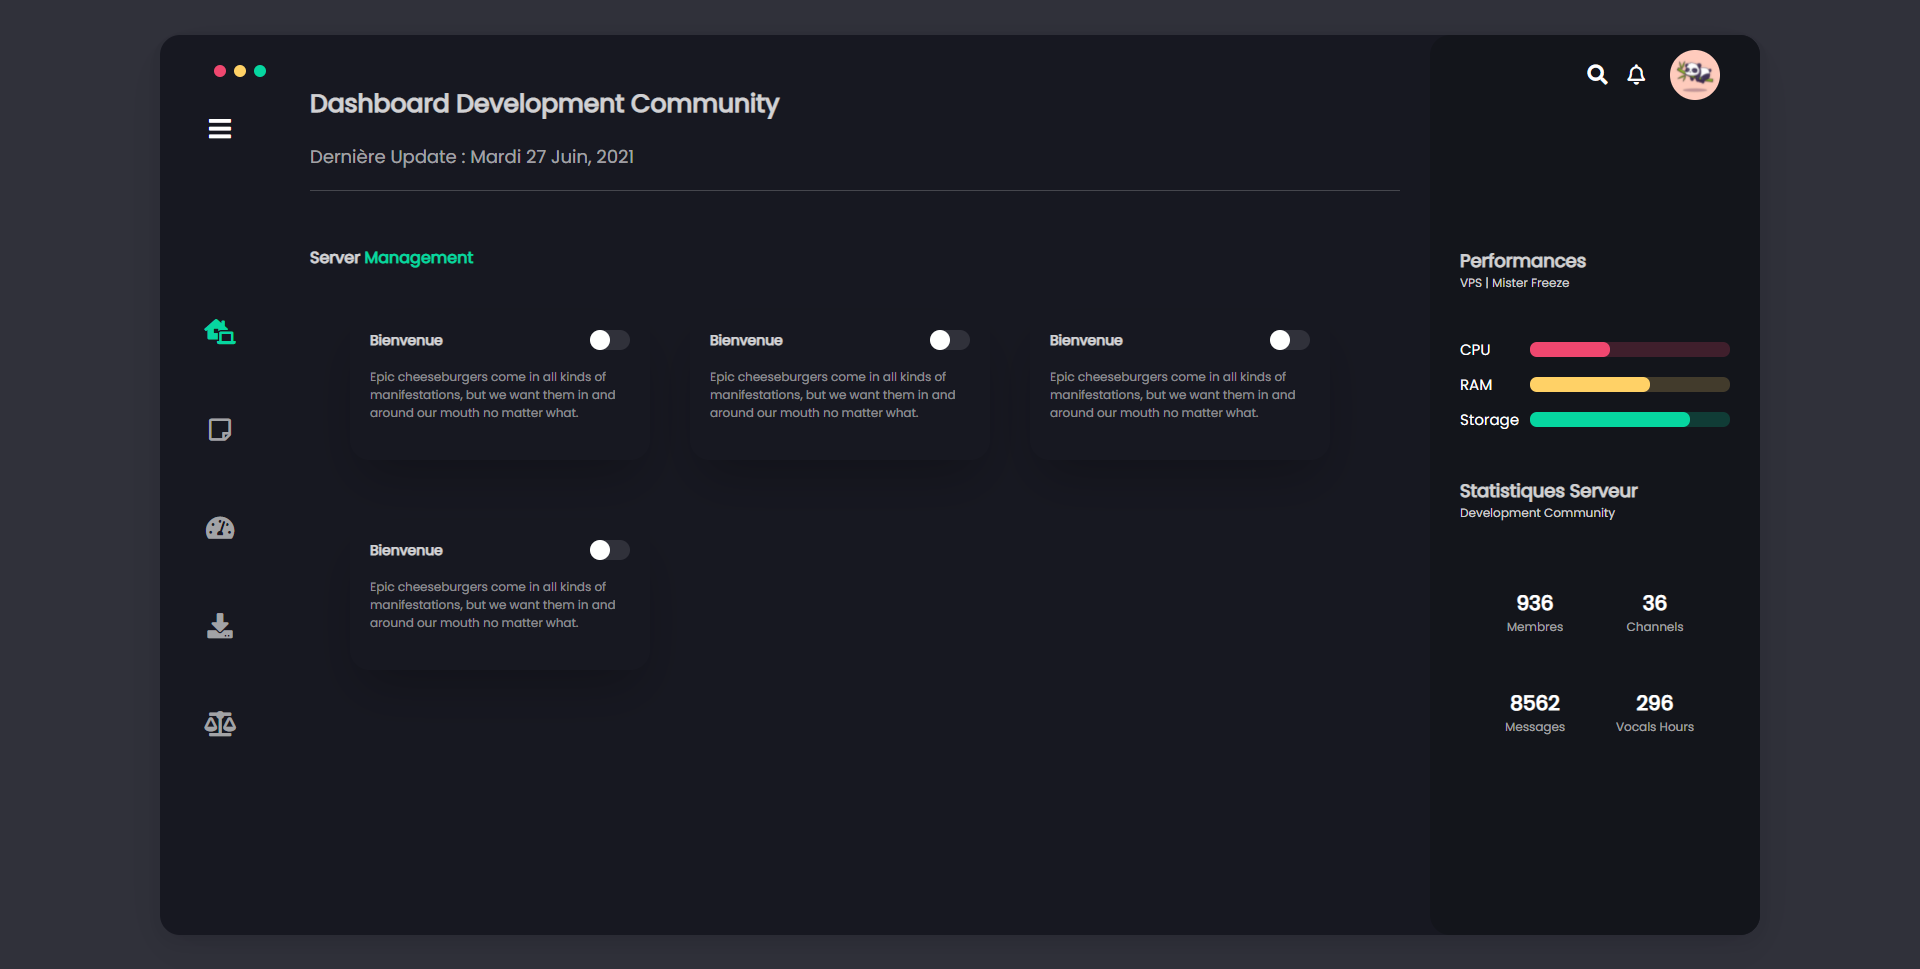 Dashboard Development Community
Dernière Update : Mardi 27 Juin, 2021
Server Management
Bienvenue
Epic cheeseburgers come in all kinds of
manifestations, but we want them in and
around our mouth no matter what.
Bienvenue
Epic cheeseburgers come in all kinds of
manifestations, but we want them in and
around our mouth no matter what.
Bienvenue
Epic cheeseburgers come in all kinds of
manifestations, but we want them in and
around our mouth no matter what.
Bienvenue
Epic cheeseburgers come in all kinds of
manifestations, but we want them in and
around our mouth no matter what.
Performances
VPS | Mister Freeze
CPU
RAM
Storage
Statistiques Serveur
Development Community
936
Membres
36
Channels
8562
Messages
296
Vocals Hours